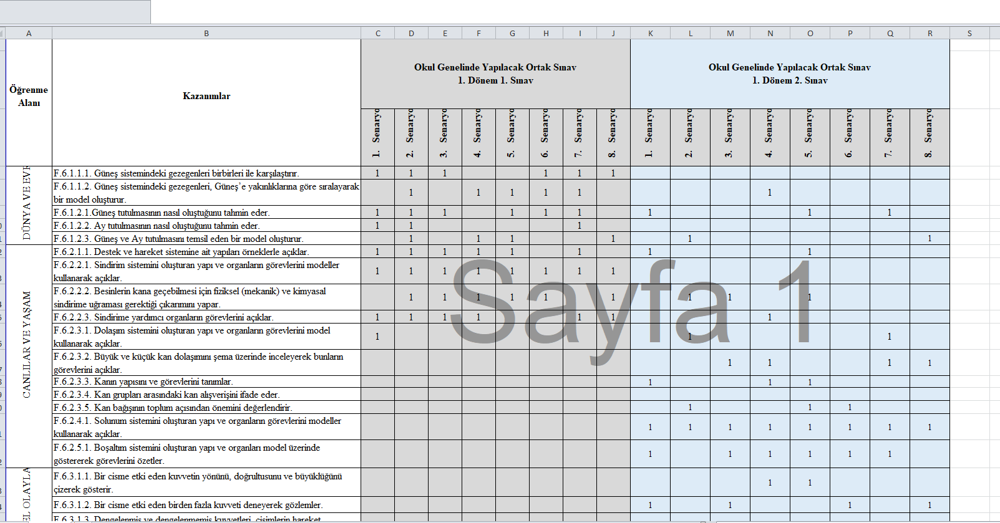 A B C D E F G H I J K L M N O P Q R S
Öğrenme
Alanı
Kazanımlar
Okul Genelinde Yapılacak Ortak Sınav
1. Dönem 1. Sınav
Okul Genelinde Yapılacak Ortak Sınav
1. Dönem 2. Sınav
1. Senaryo
2. Senaryo
3. Senaryo
4. Senaryo
5. Senaryo
6. Senaryo
7. Senaryo
8. Senaryo
1. Senaryo
2. Senaryo
3. Senaryo
4. Senaryo
5. Senaryo
6. Senaryo
7. Senaryo
8. Senaryo
DÜNYA VE EVR
F.6.1.1.1. Güneş sistemindeki gezegenleri birbirleri ile karşılaştırır. 1 1 1 1 1 1
F.6.1.1.2. Güneş sistemindeki gezegenleri, Güneş’e yakınlıklarına göre sıralayarak
bir model oluşturur. 1 1 1 1 1 1
F.6.1.2.1.Güneş tutulmasının nasıl oluştuğunu tahmin eder. 1 1 1 1 1 1 1 1 1
F.6.1.2.2. Ay tutulmasının nasıl oluştuğunu tahmin eder. 1 1 1
F.6.1.2.3. Güneş ve Ay tutulmasını temsil eden bir model oluşturur. 1 1 1 1 1 1
CANLILAR VE YAŞAM
F.6.2.1.1. Destek ve hareket sistemine ait yapıları örneklerle açıklar. 1 1 1 1 1 1 1 1
F.6.2.2.1. Sindirim sistemini oluşturan yapı ve organların görevlerini modeller
kullanarak açıklar. 1 1 1 1 1 1 1 1
F.6.2.2.2. Besinlerin kana geçebilmesi için fiziksel (mekanik) ve kimyasal
sindirime uğraması gerektiği çıkarımını yapar. 1 1 1 1 1 1 1 1 1
F.6.2.2.3. Sindirime yardımcı organların görevlerini açıklar. 1 1 1 1 1 1 1
F.6.2.3.1. Dolaşım sistemini oluşturan yapı ve organların görevlerini model
kullanarak açıklar. 1 1 1
F.6.2.3.2. Büyük ve küçük kan dolaşımını şema üzerinde inceleyerek bunların
görevlerini açıklar. 1 1 1 1
F.6.2.3.3. Kanın yapısını ve görevlerini tanımlar. 1 1 1
F.6.2.3.4. Kan grupları arasındaki kan alışverişini ifade eder.
F.6.2.3.5. Kan bağışının toplum açısından önemini değerlendirir. 1 1 1
F.6.2.4.1. Solunum sistemini oluşturan yapı ve organların görevlerini modeller
kullanarak açıklar. 1 1 1 1 1 1 1 1
F.6.2.5.1. Boşaltım sistemini oluşturan yapı ve organları model üzerinde
göstererek görevlerini özetler. 1 1 1 1 1 1
EL OLAYLA
F.6.3.1.1. Bir cisme etki eden kuvvetin yönünü, doğrultusunu ve büyüklüğünü
çizerek gösterir. 1 1
F.6.3.1.2. Bir cisme etki eden birden fazla kuvveti deneyerek gözlemler. 1 1 1 1
F.6.3.1.3. Dengelenmiş ve dengelenmemiş kuvvetleri, cisimlerin hareket
Sayfa 1